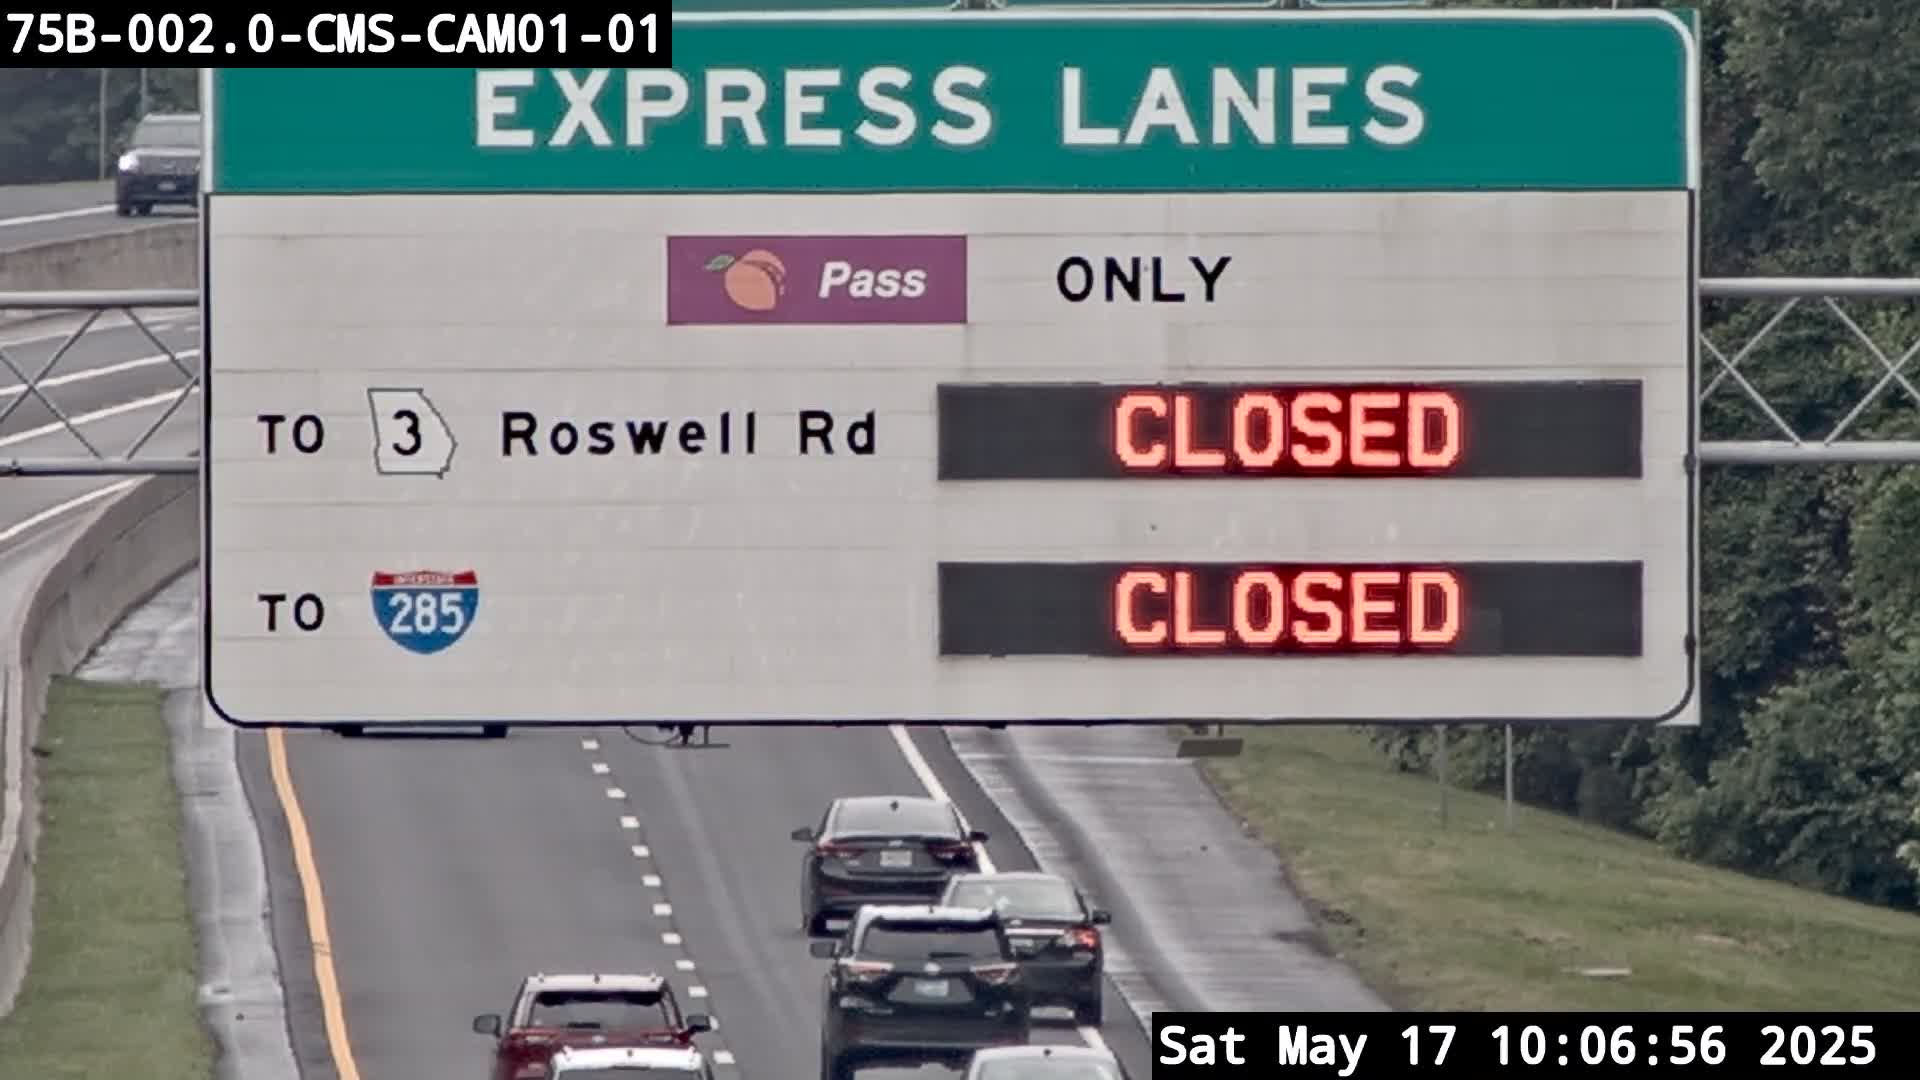 75B-002.0-CMS-CAM01-01
EXPRESS LANES
Pass ONLY
TO 3 Roswell Rd CLOSED
INTERSTATE
TO 285 CLOSED
Sat May 17 10:06:56 2025